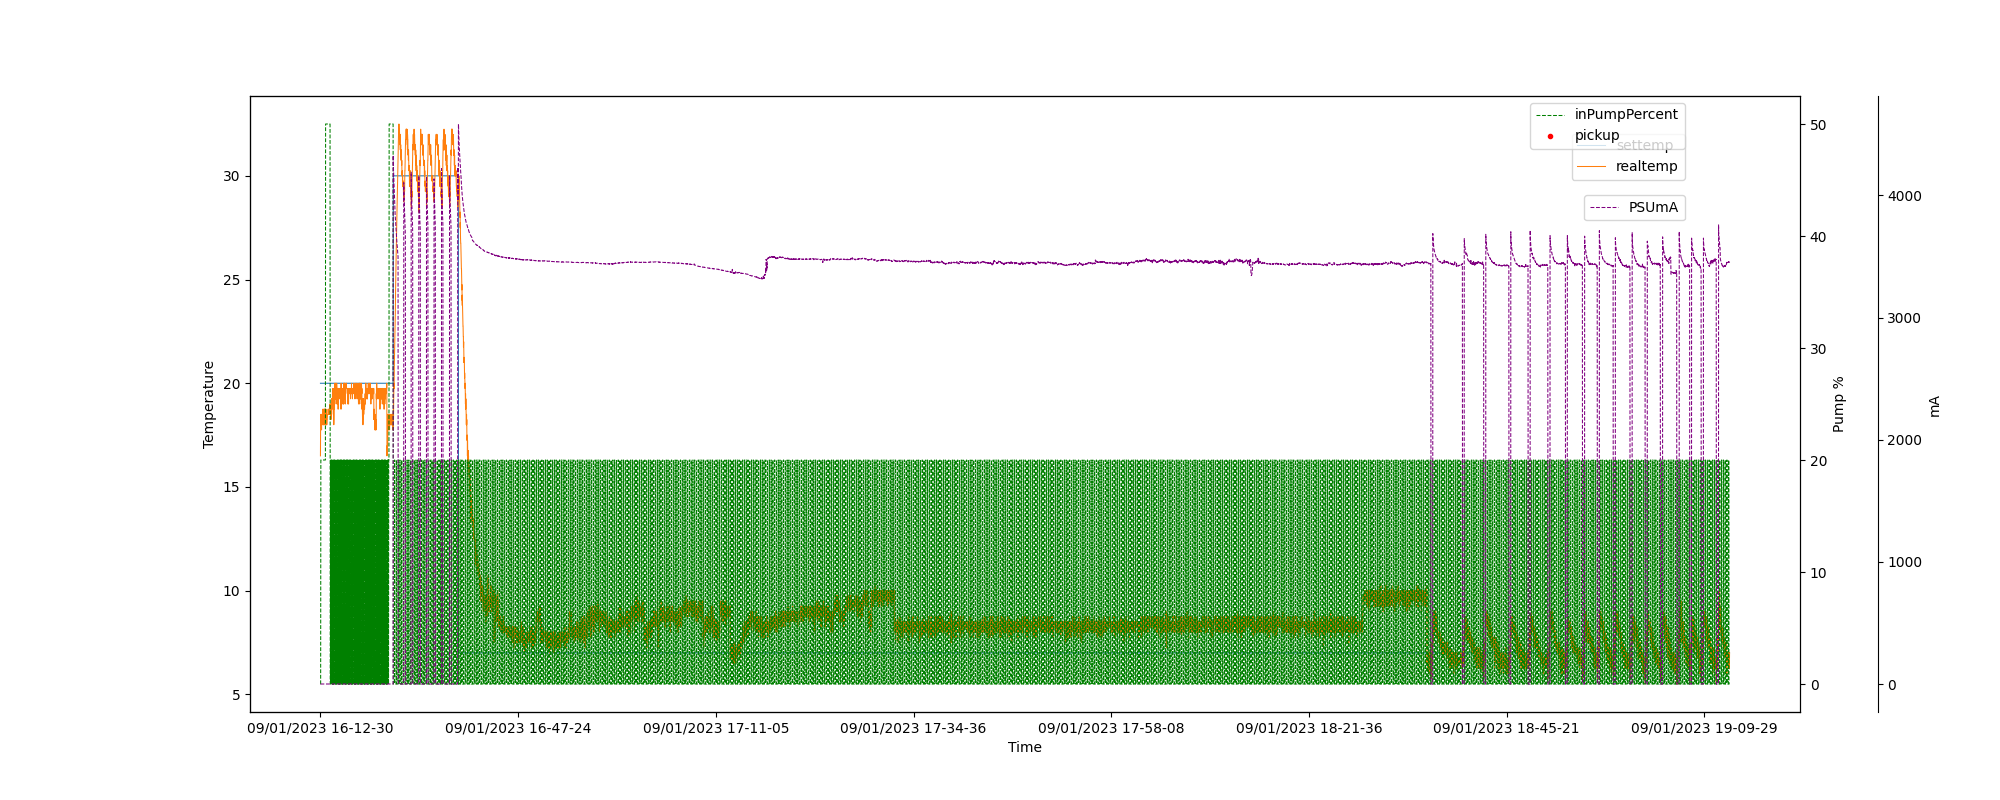 inPumpPercent
pickup
settemp
realtemp
PSUmA
30
25
20
15
10
5
Temperature
50
40
30
20
10
0
Pump %
4000
3000
2000
1000
0
mA
09/01/2023 16-12-30
09/01/2023 16-47-24
09/01/2023 17-11-05
09/01/2023 17-34-36
09/01/2023 17-58-08
09/01/2023 18-21-36
09/01/2023 18-45-21
09/01/2023 19-09-29
Time